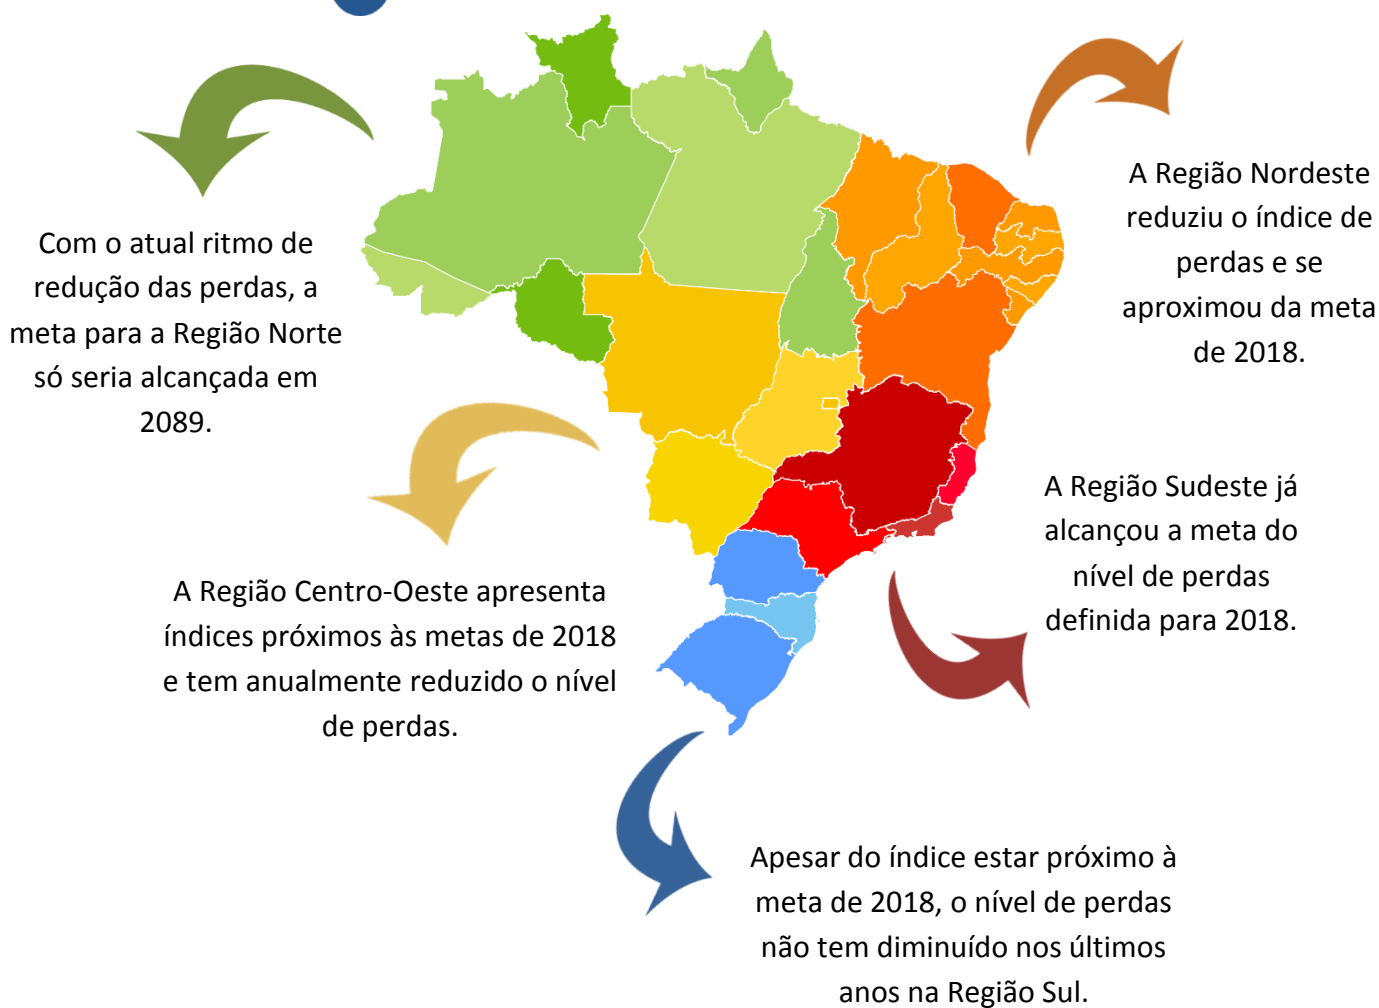 Com o atual ritmo de
redução das perdas, a
meta para a Região Norte
só seria alcançada em
2089.
A Região Nordeste
reduziu o índice de
perdas e se
aproximou da meta
de 2018.
A Região Centro-Oeste apresenta
índices próximos às metas de 2018
e tem anualmente reduzido o nível
de perdas.
A Região Sudeste já
alcançou a meta do
nível de perdas
definida para 2018.
Apesar do índice estar próximo à
meta de 2018, o nível de perdas
não tem diminuído nos últimos
anos na Região Sul.